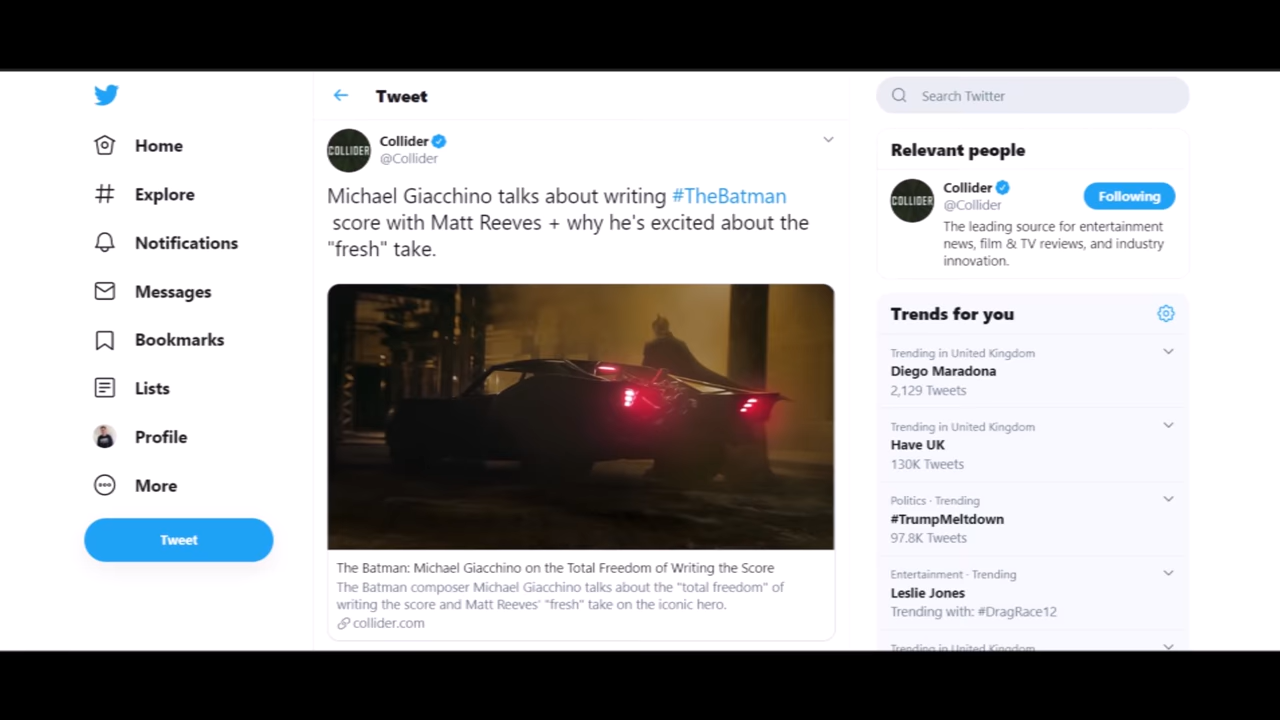 Home
Explore
Notifications
Messages
Bookmarks
Lists
Profile
More
Tweet
Tweet
COLLIDER
Collider
@Collider
Michael Giacchino talks about writing #TheBatman
score with Matt Reeves + why he's excited about the
"fresh" take.
The Batman: Michael Giacchino on the Total Freedom of Writing the Score
The Batman composer Michael Giacchino talks about the "total freedom" of
writing the score and Matt Reeves' "fresh" take on the iconic hero.
collider.com
Search Twitter
Relevant people
COLLIDER
Collider
@Collider
Following
The leading source for entertainment
news, film & TV reviews, and industry
innovation.
Trends for you
Trending in United Kingdom
Diego Maradona
2,129 Tweets
Trending in United Kingdom
Have UK
130K Tweets
Politics · Trending
#TrumpMeltdown
97.8K Tweets
Entertainment · Trending
Leslie Jones
Trending with: #DragRace12
Trending in United Kingdom